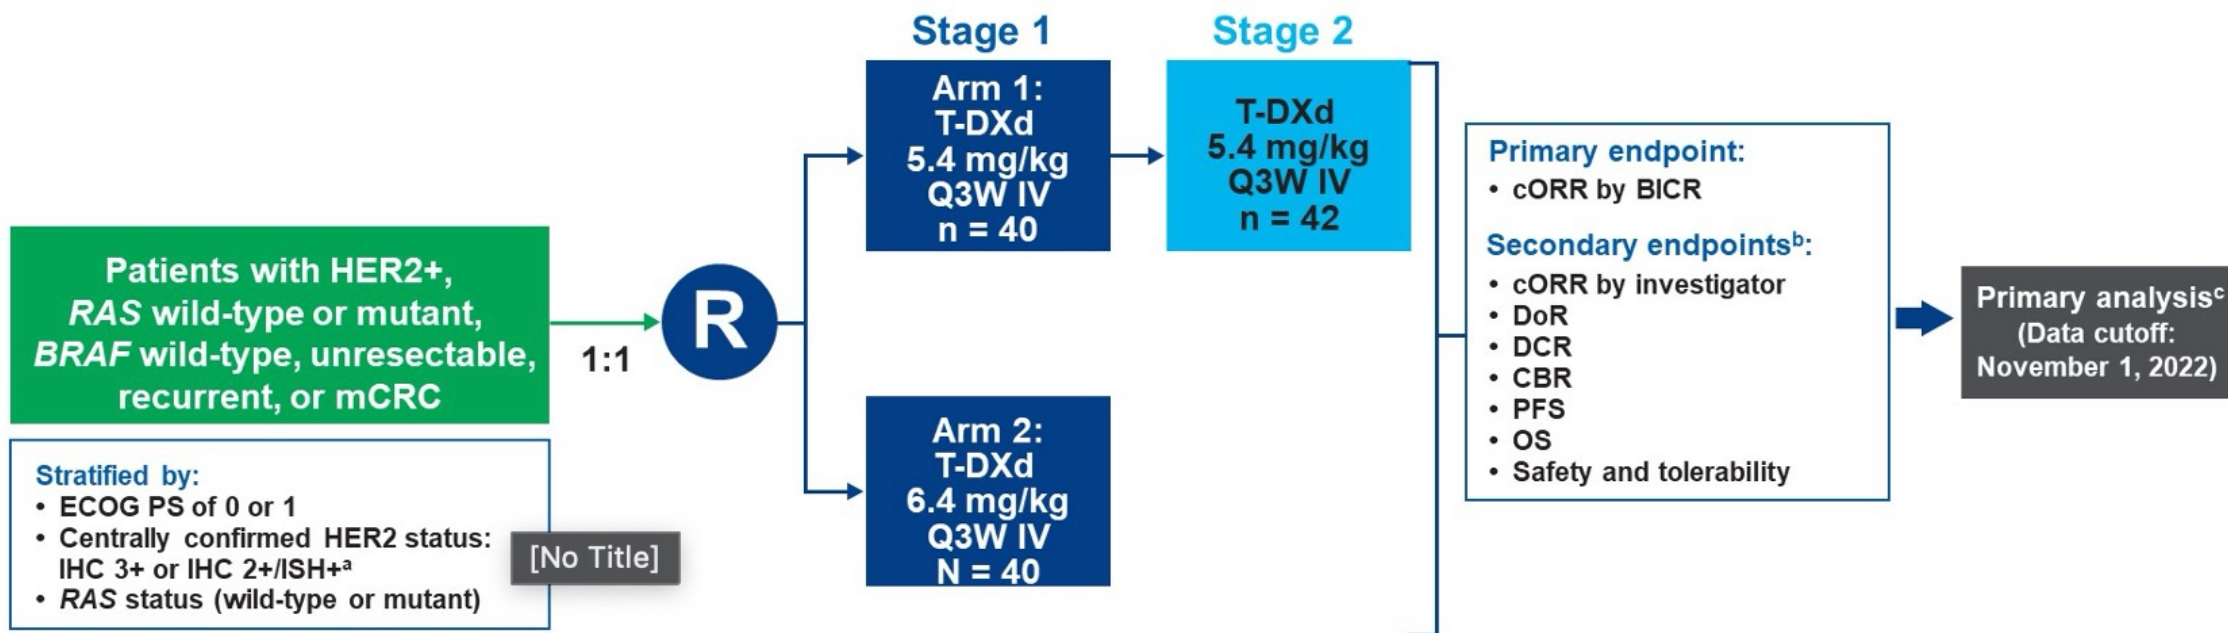 Stage 1
Stage 2
Patients with HER2+,
RAS wild-type or mutant,
BRAF wild-type, unresectable,
recurrent, or mCRC
Stratified by:
• ECOG PS of 0 or 1
• Centrally confirmed HER2 status:
IHC 3+ or IHC 2+/ISH+ᵃ
• RAS status (wild-type or mutant)
[No Title]
1:1
R
Arm 1:
T-DXd
5.4 mg/kg
Q3W IV
n = 40
Arm 2:
T-DXd
6.4 mg/kg
Q3W IV
N = 40
T-DXd
5.4 mg/kg
Q3W IV
n = 42
Primary endpoint:
• cORR by BICR
Secondary endpointsᵇ:
• cORR by investigator
• DoR
• DCR
• CBR
• PFS
• OS
• Safety and tolerability
Primary analysisᶜ
(Data cutoff:
November 1, 2022)